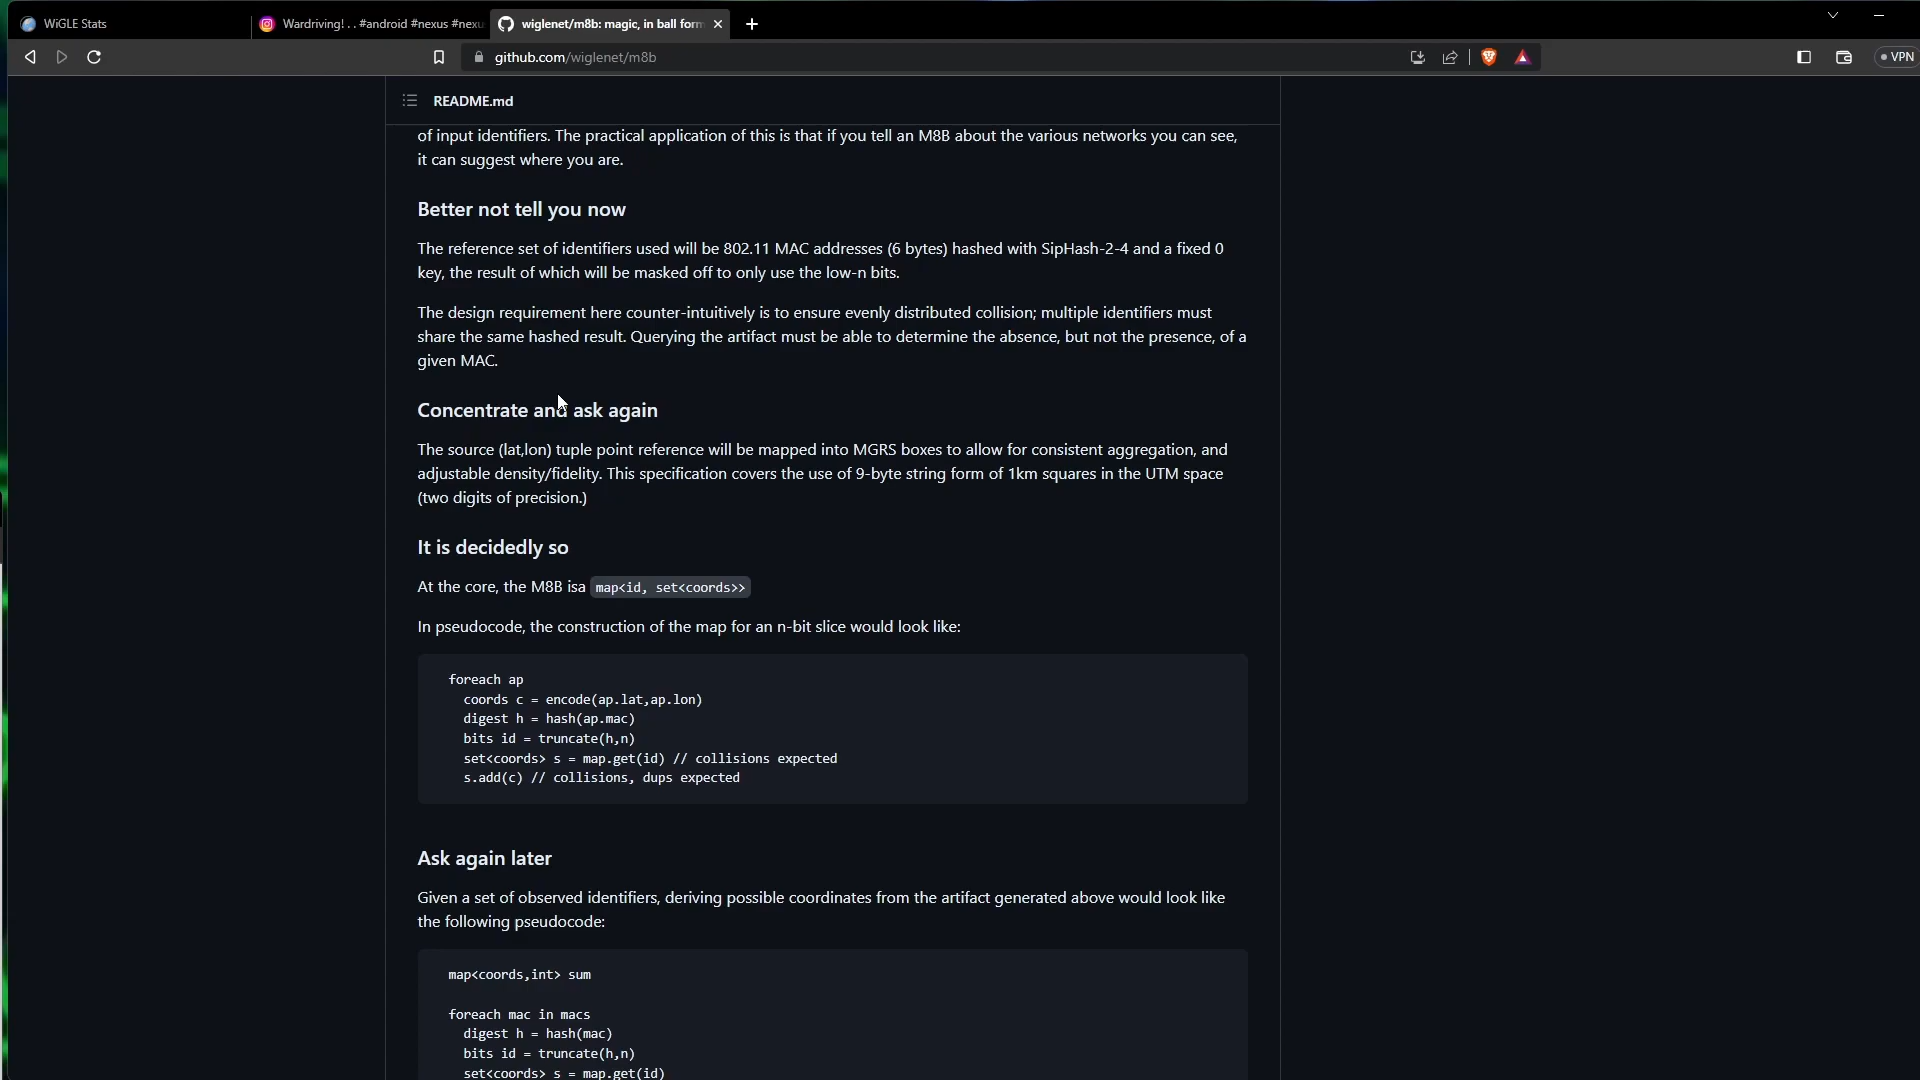 WiGLE Stats
Wardriving! . . #android #nexus #nexu
wiglenet/m8b: magic, in ball form
github.com/wiglenet/m8b
VPN
README.md
of input identifiers. The practical application of this is that if you tell an M8B about the various networks you can see,
it can suggest where you are.
Better not tell you now
The reference set of identifiers used will be 802.11 MAC addresses (6 bytes) hashed with SipHash-2-4 and a fixed 0
key, the result of which will be masked off to only use the low-n bits.
The design requirement here counter-intuitively is to ensure evenly distributed collision; multiple identifiers must
share the same hashed result. Querying the artifact must be able to determine the absence, but not the presence, of a
given MAC.
Concentrate and ask again
The source (lat,lon) tuple point reference will be mapped into MGRS boxes to allow for consistent aggregation, and
adjustable density/fidelity. This specification covers the use of 9-byte string form of 1km squares in the UTM space
(two digits of precision.)
It is decidedly so
At the core, the M8B isa map<id, set<coords>>
In pseudocode, the construction of the map for an n-bit slice would look like:
foreach ap
coords c = encode(ap.lat,ap.lon)
digest h = hash(ap.mac)
bits id = truncate(h,n)
set<coords> s = map.get(id) // collisions expected
s.add(c) // collisions, dups expected
Ask again later
Given a set of observed identifiers, deriving possible coordinates from the artifact generated above would look like
the following pseudocode:
map<coords,int> sum
foreach mac in macs
digest h = hash(mac)
bits id = truncate(h,n)
set<coords> s = map.get(id)